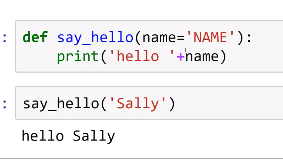 : def say_hello(name='NAME'):
print('hello '+name)
: say_hello('Sally')
hello Sally